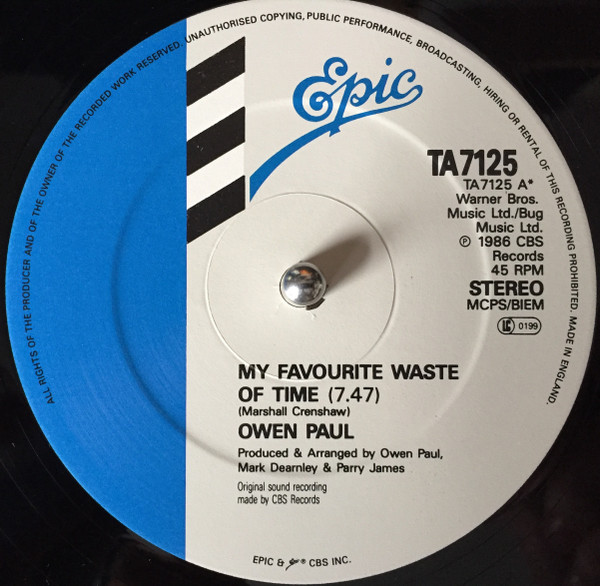 ALL RIGHTS OF THE PRODUCER AND OF THE OWNER OF THE RECORDED WORK RESERVED. UNAUTHORISED COPYING, PUBLIC PERFORMANCE, BROADCASTING, HIRING OR RENTAL OF THIS RECORDING PROHIBITED. MADE IN ENGLAND.
Epic
TA7125
TA7125 A*
Warner Bros.
Music Ltd./Bug
Music Ltd.
℗ 1986 CBS
Records
45 RPM
STEREO
MCPS/BIEM
LC 0199
MY FAVOURITE WASTE
OF TIME (7.47)
(Marshall Crenshaw)
OWEN PAUL
Produced & Arranged by Owen Paul,
Mark Dearnley & Parry James
Original sound recording
made by CBS Records
EPIC & ® CBS INC.